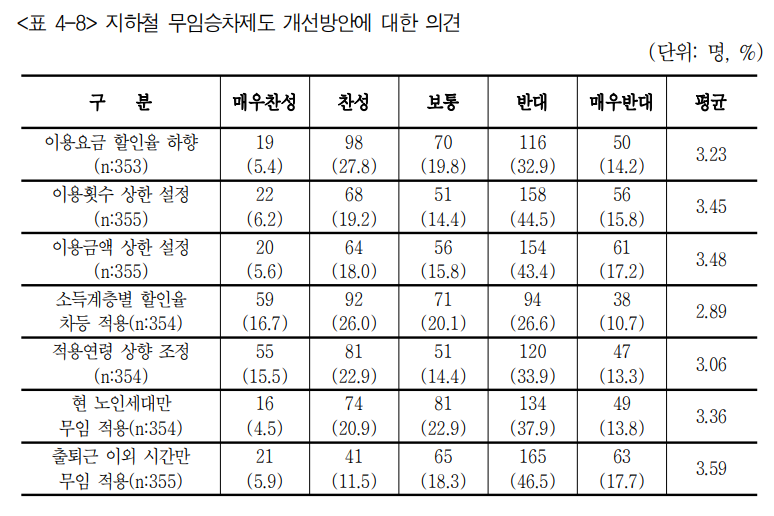 <표 4-8> 지하철 무임승차제도 개선방안에 대한 의견
(단위: 명, %)
구 분 매우찬성 찬성 보통 반대 매우반대 평균
이용요금 할인율 하향 19 98 70 116 50 3.23
(n:353) (5.4) (27.8) (19.8) (32.9) (14.2)
이용횟수 상한 설정 22 68 51 158 56 3.45
(n:355) (6.2) (19.2) (14.4) (44.5) (15.8)
이용금액 상한 설정 20 64 56 154 61 3.48
(n:355) (5.6) (18.0) (15.8) (43.4) (17.2)
소득계층별 할인율 59 92 71 94 38 2.89
차등 적용(n:354) (16.7) (26.0) (20.1) (26.6) (10.7)
적용연령 상향 조정 55 81 51 120 47 3.06
(n:354) (15.5) (22.9) (14.4) (33.9) (13.3)
현 노인세대만 16 74 81 134 49 3.36
무임 적용(n:354) (4.5) (20.9) (22.9) (37.9) (13.8)
출퇴근 이외 시간만 21 41 65 165 63 3.59
무임 적용(n:355) (5.9) (11.5) (18.3) (46.5) (17.7)